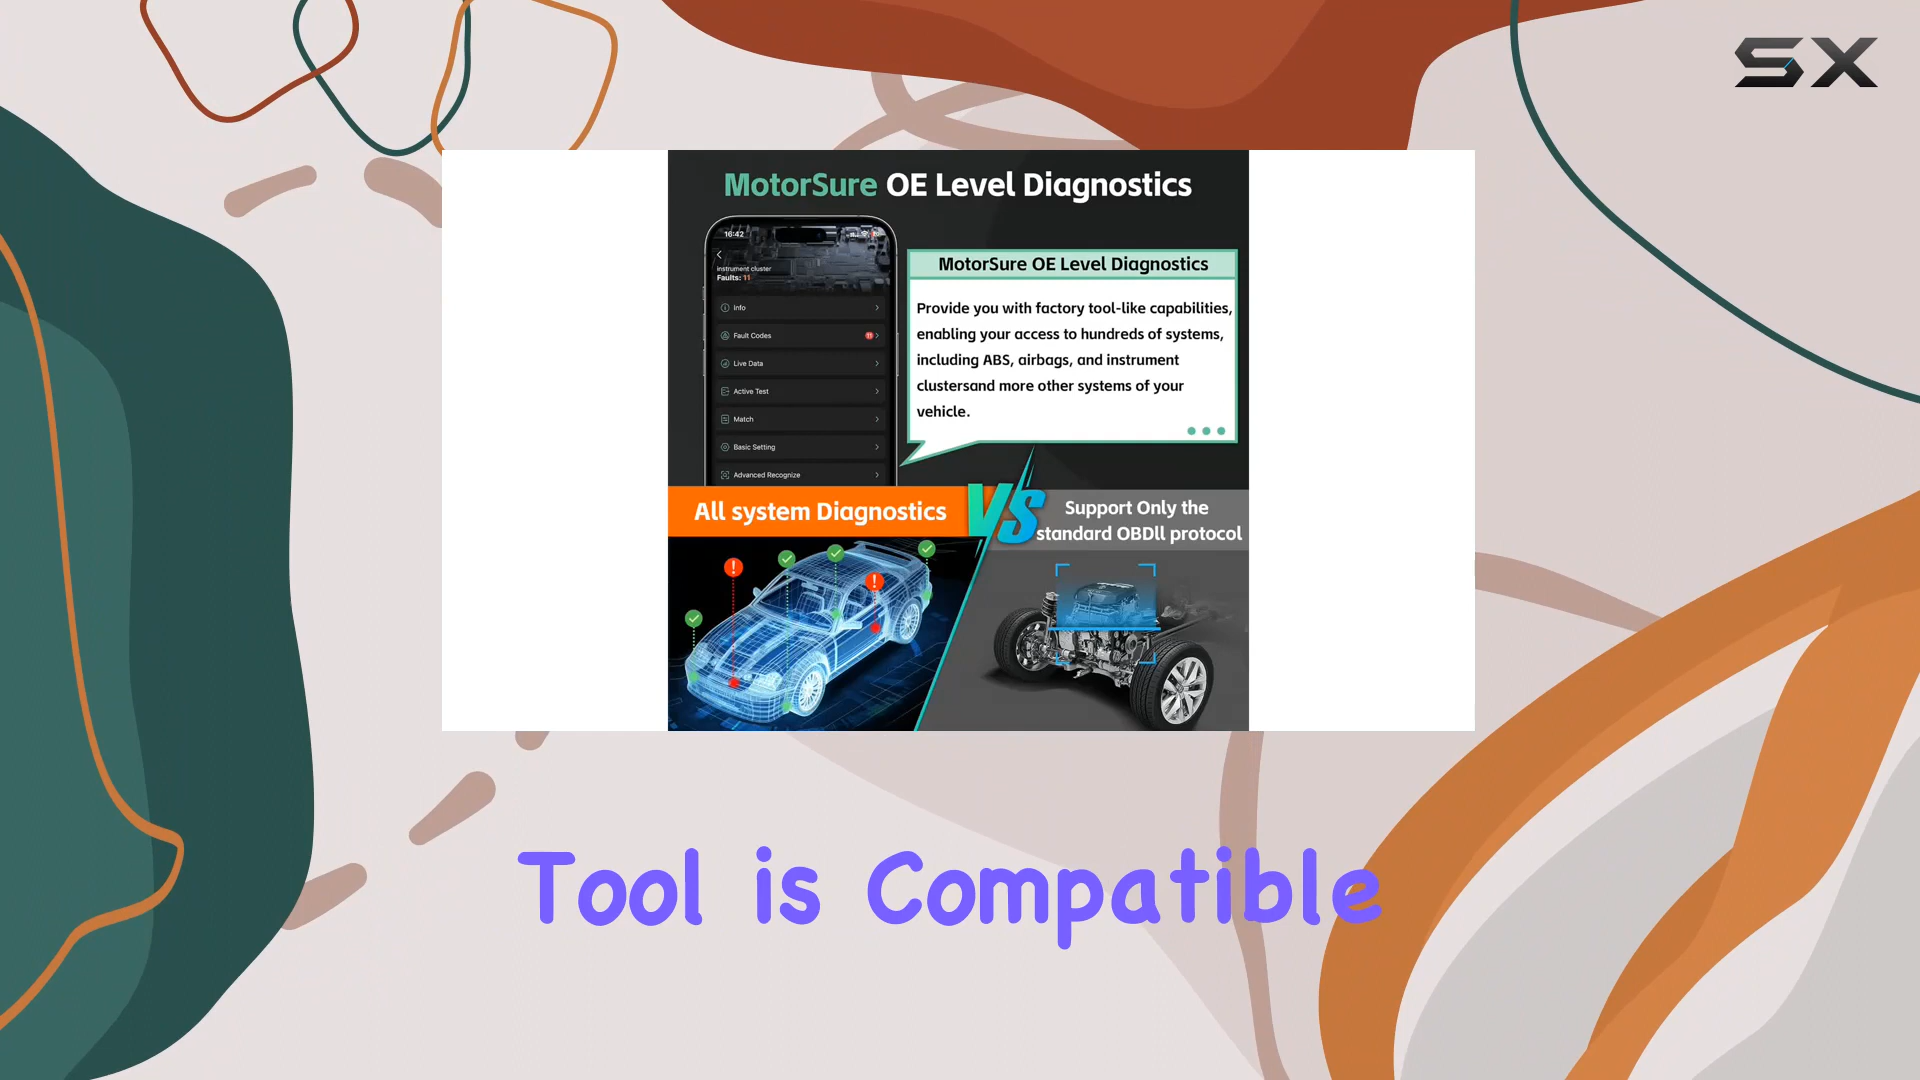 SX
MotorSure OE Level Diagnostics
16:42
instrument cluster
Faults: 11
Info
Fault Codes
11
Live Data
Active Test
Match
Basic Setting
Advanced Recognize
MotorSure OE Level Diagnostics
Provide you with factory tool-like capabilities,
enabling your access to hundreds of systems,
including ABS, airbags, and instrument
clustersand more other systems of your
vehicle.
All system Diagnostics
VS
Support Only the
standard OBDll protocol
Tool is Compatible